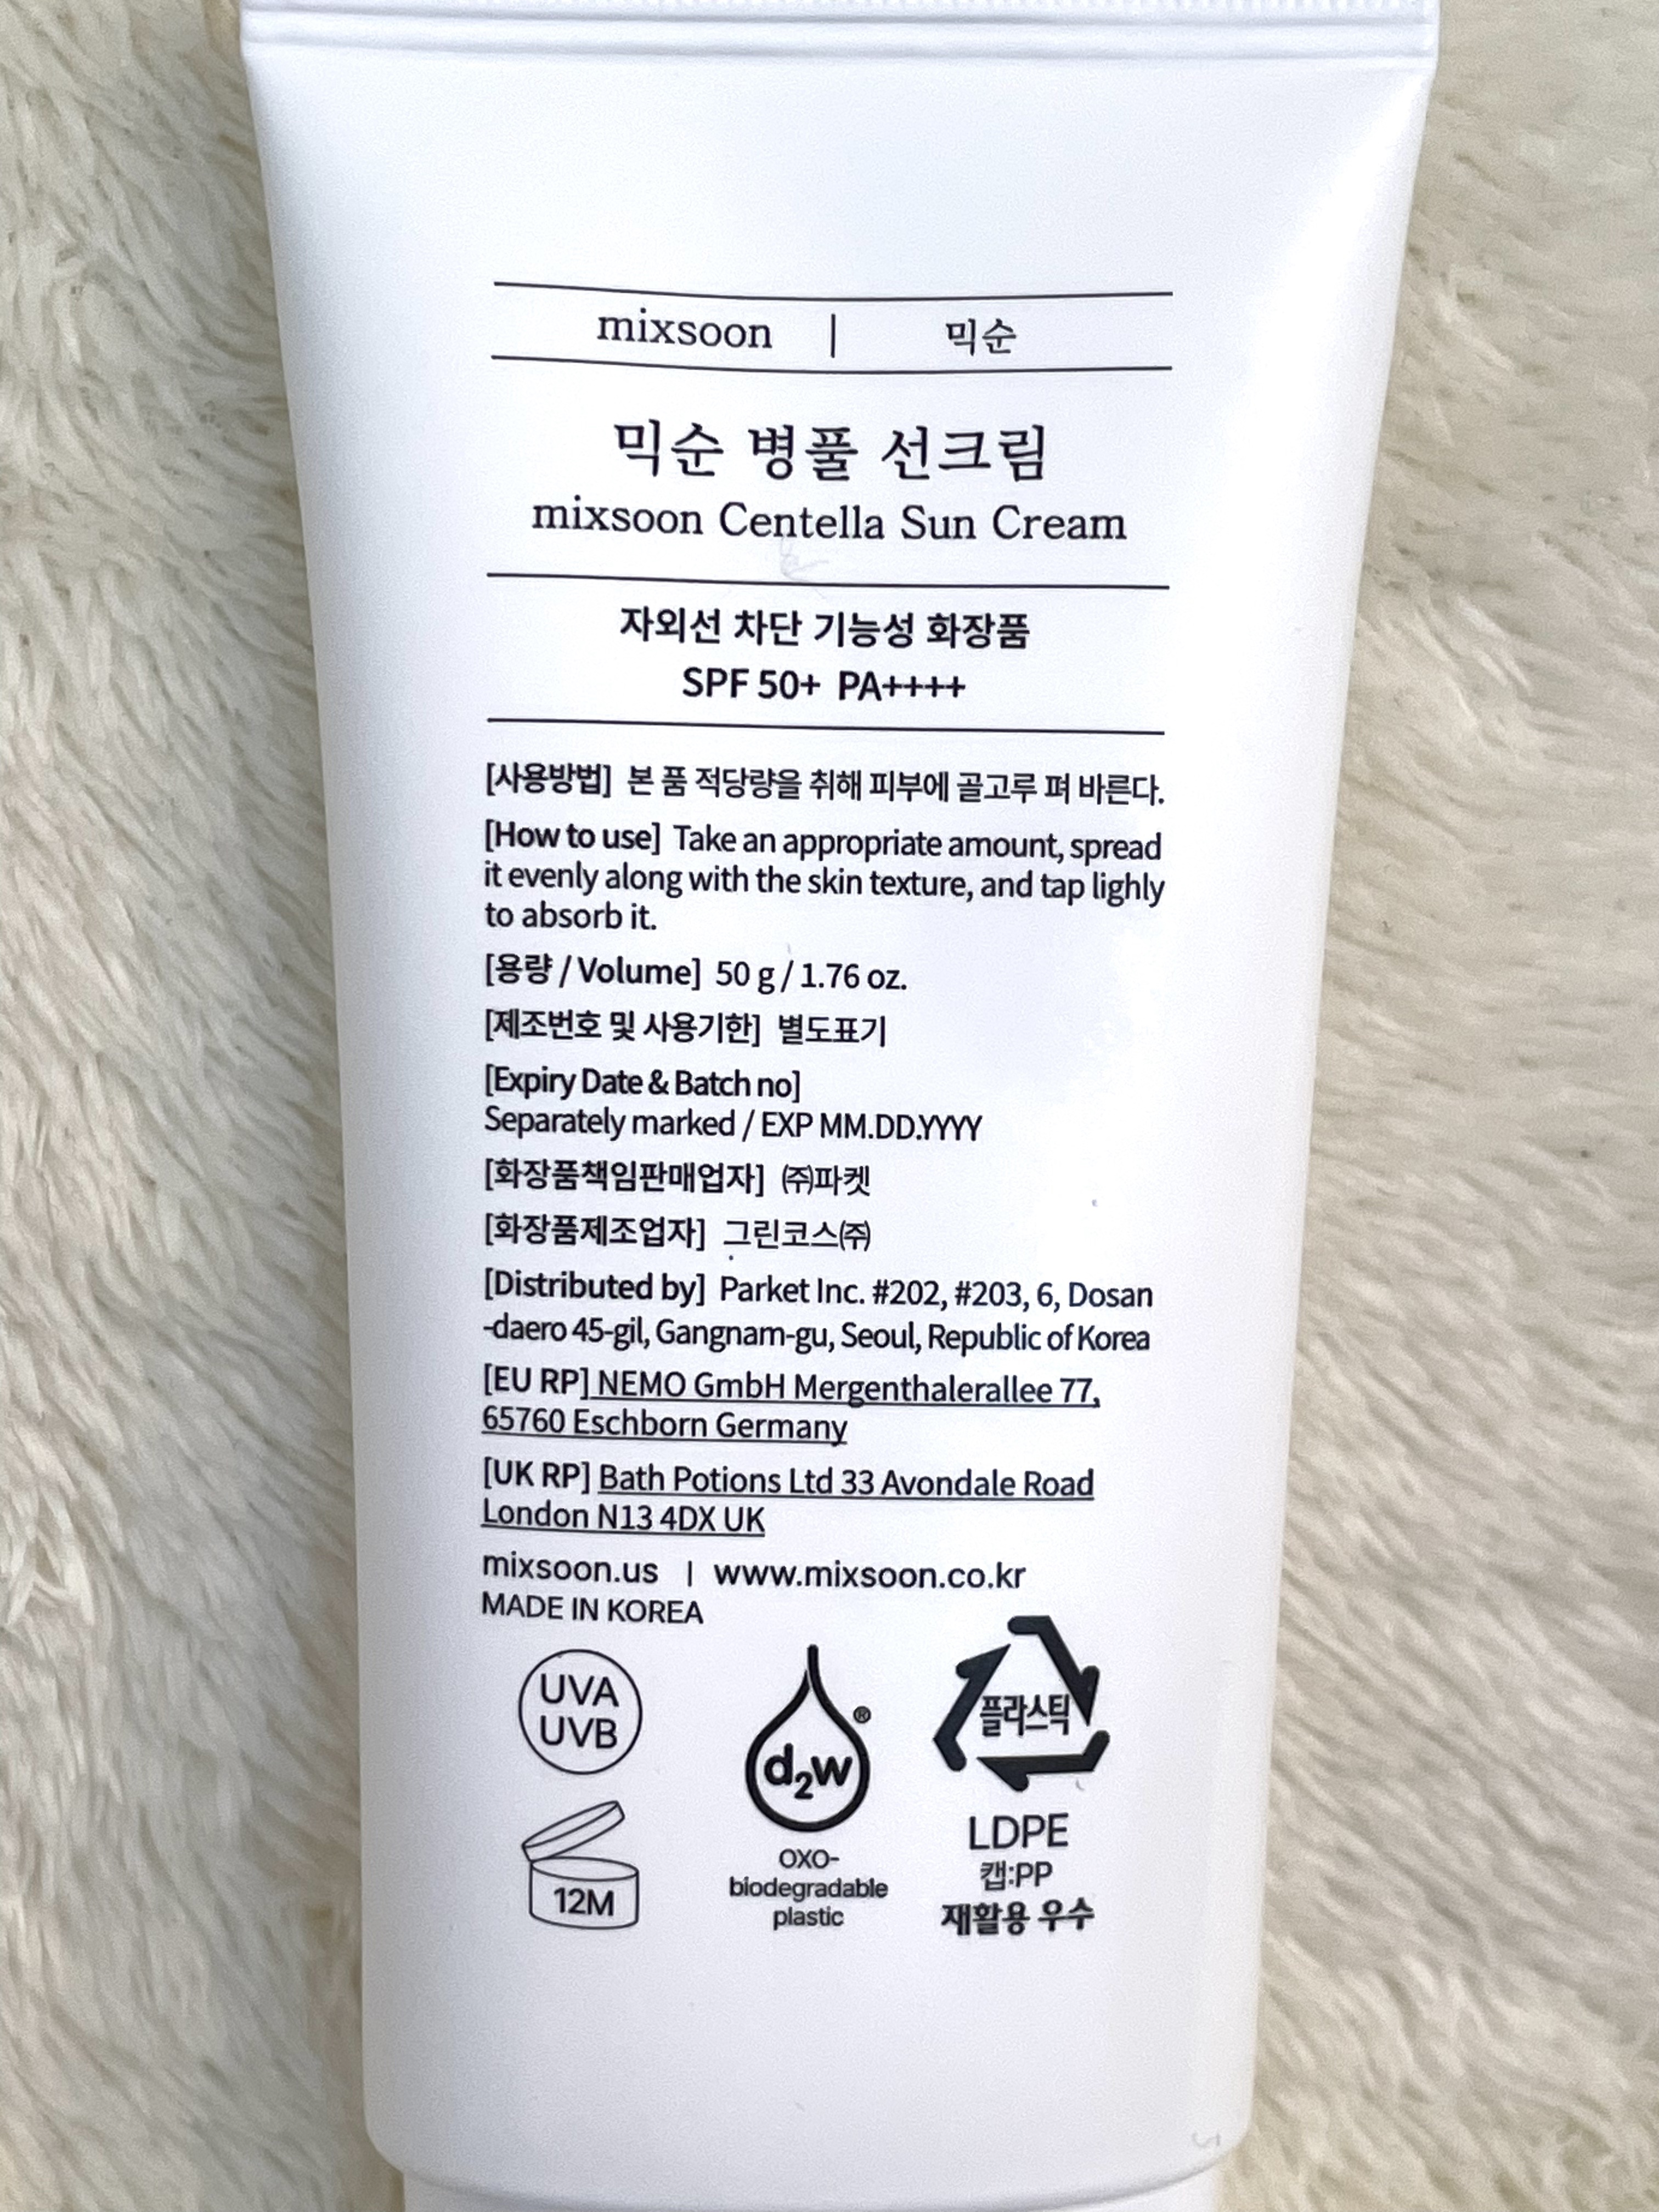 mixsoon | 믹순
믹순 병풀 선크림
mixsoon Centella Sun Cream
자외선 차단 기능성 화장품
SPF 50+ PA++++
[사용방법] 본 품 적당량을 취해 피부에 골고루 펴 바른다.
[How to use] Take an appropriate amount, spread
it evenly along with the skin texture, and tap lighly
to absorb it.
[용량 / Volume] 50 g / 1.76 oz.
[제조번호 및 사용기한] 별도표기
[Expiry Date & Batch no]
Separately marked / EXP MM.DD.YYYY
[화장품책임판매업자] ㈜파켓
[화장품제조업자] 그린코스㈜
[Distributed by] Parket Inc. #202, #203, 6, Dosan
-daero 45-gil, Gangnam-gu, Seoul, Republic of Korea
[EU RP] NEMO GmbH Mergenthalerallee 77,
65760 Eschborn Germany
[UK RP] Bath Potions Ltd 33 Avondale Road
London N13 4DX UK
mixsoon.us | www.mixsoon.co.kr
MADE IN KOREA
UVA
UVB
12M
d₂w®
OXO-
biodegradable
plastic
플라스틱
LDPE
캡:PP
재활용 우수